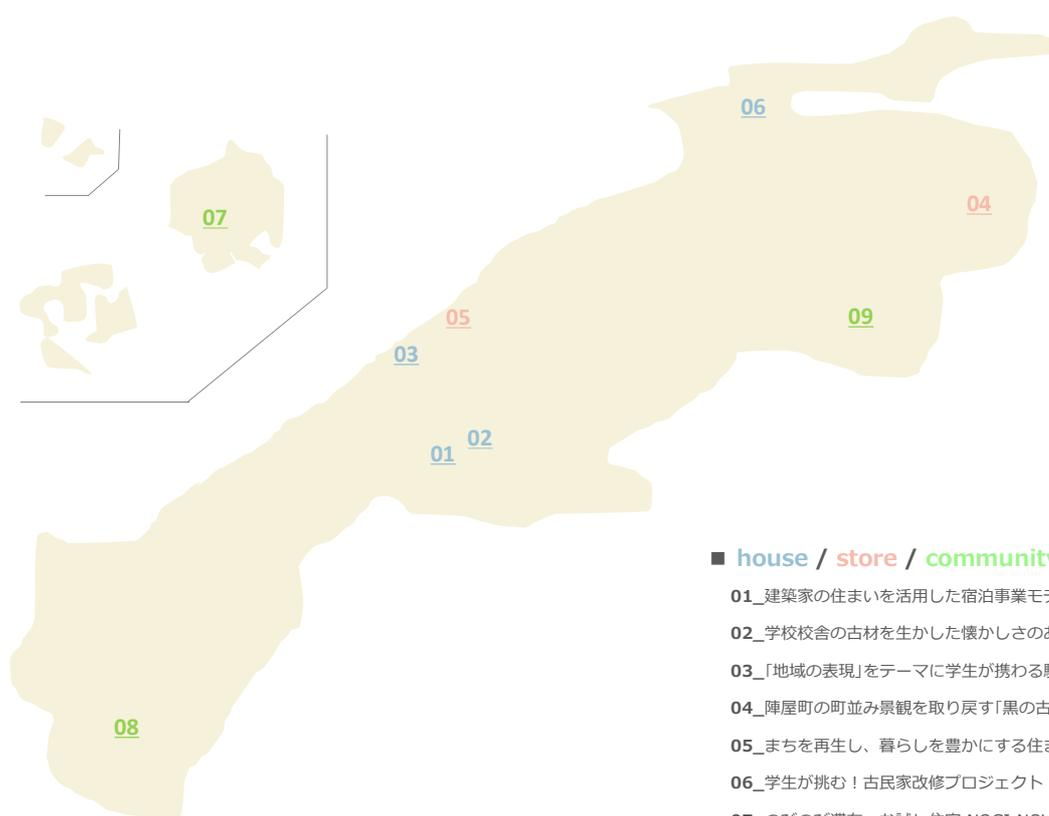 06
07
04
05
09
03
02
01
08
■ house / store / community
01_建築家の住まいを活用した宿泊事業モデ
02_学校校舎の古材を生かした懐かしさのあ
03_「地域の表現」をテーマに学生が携わる
04_陣屋町の町並み景観を取り戻す「黒の古
05_まちを再生し、暮らしを豊かにする住ま
06_学生が挑む！古民家改修プロジェクト